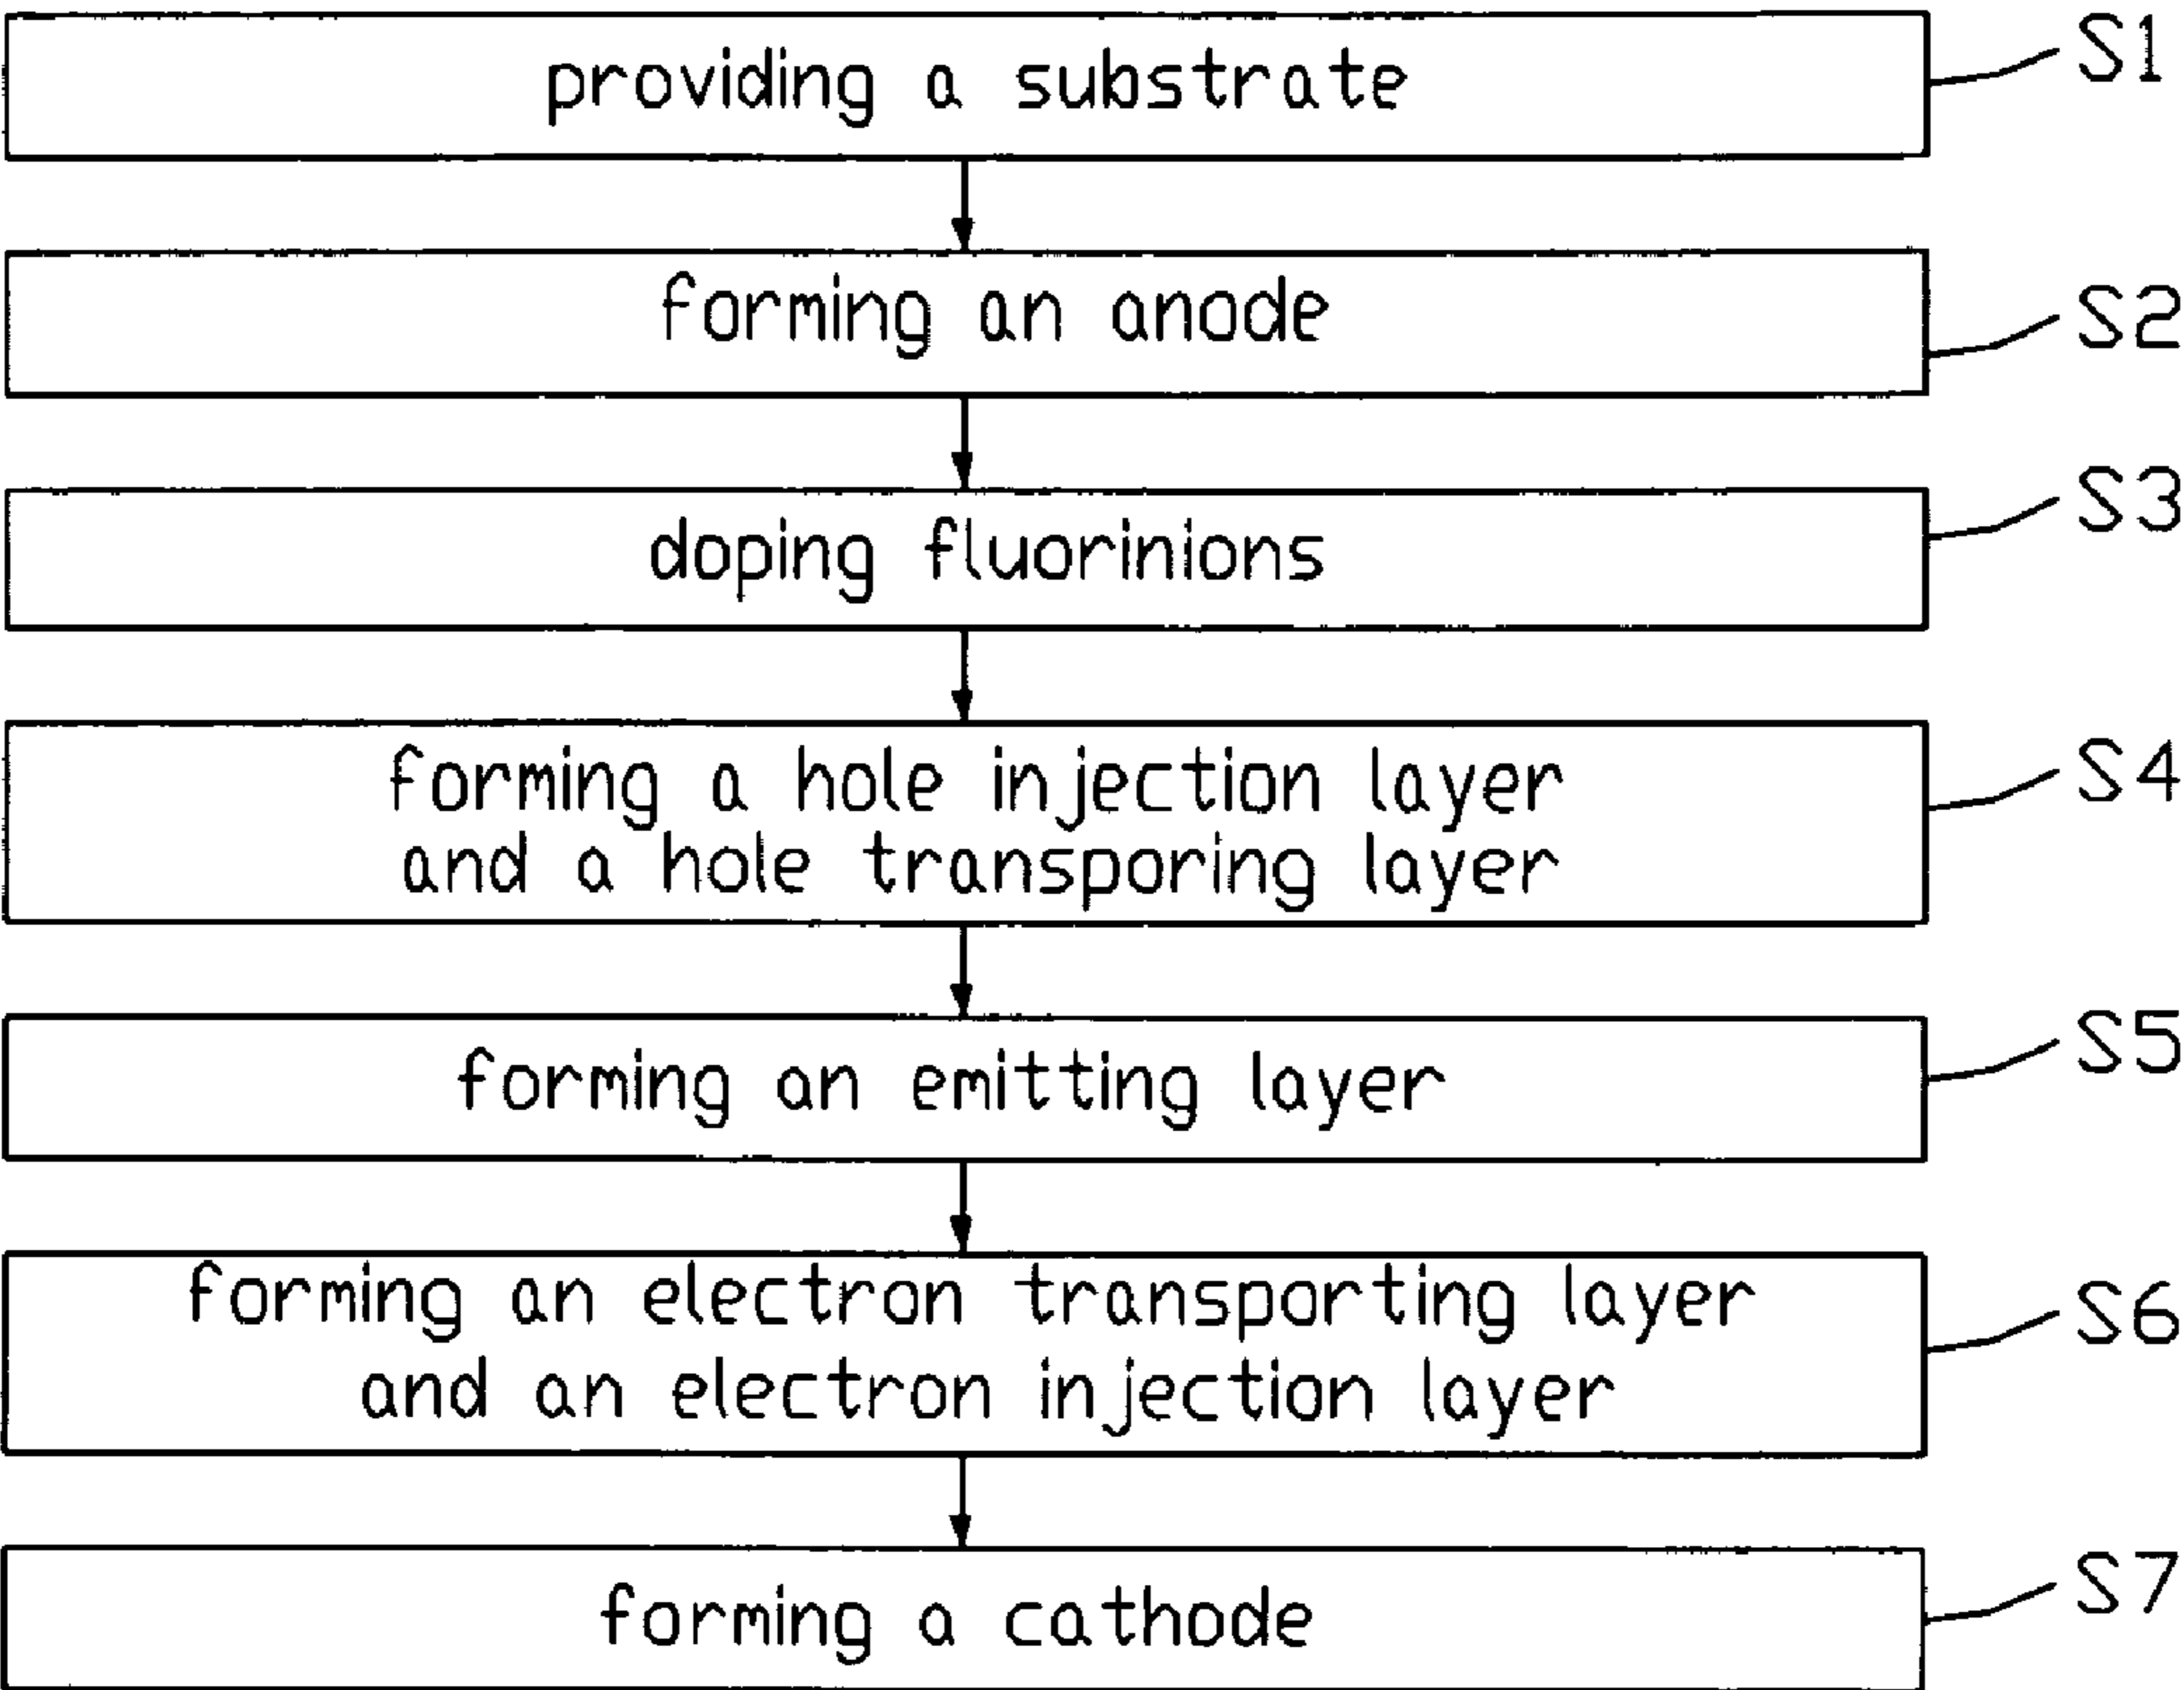 providing a substrate
S1
forming an anode
S2
doping fluorinions
S3
forming a hole injection layer
and a hole transporing layer
S4
forming an emitting layer
S5
forming an electron transporting layer
and an electron injection layer
S6
forming a cathode
S7